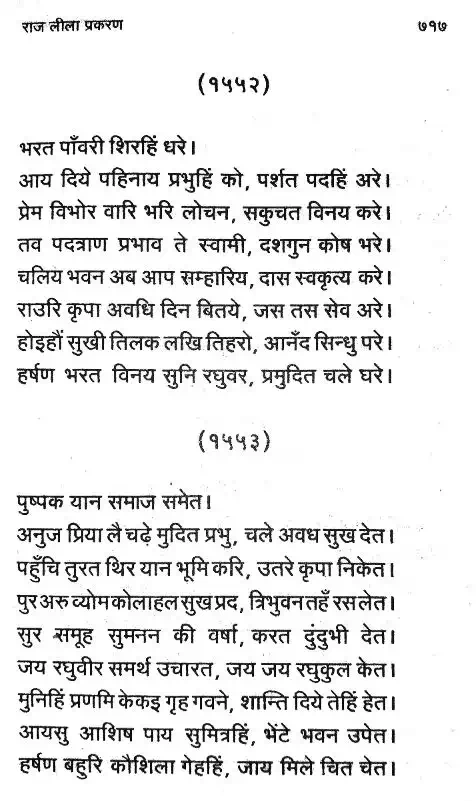 राज लीला प्रकरण ७१७
(१५५२)
भरत पाँवरी शिरहिं धरे।
आय दिये पहिनाय प्रभुहिं को, पर्शत पदहिं अरे।
प्रेम विभोर वारि भरि लोचन, सकुचत विनय करे।
तव पदत्राण प्रभाव ते स्वामी, दशगुन कोष भरे।
चलिय भवन अब आप सम्हारिय, दास स्वकृत्य करे।
राउरि कृपा अवधि दिन बितये, जस तस सेव अरे।
होइहौं सुखी तिलक लखि तिहरो, आनँद सिन्धु परे।
हर्षण भरत विनय सुनि रघुवर, प्रमुदित चले घरे।
(१५५३)
पुष्पक यान समाज समेत।
अनुज प्रिया लै चढ़े मुदित प्रभु, चले अवध सुख देत।
पहुँचि तुरत थिर यान भूमि करि, उतरे कृपा निकेत।
पुर अरु व्योम कोलाहल सुख प्रद, त्रिभुवन तहँ रस लेत।
सुर समूह सुमनन की वर्षा, करत दुंदुभी देत।
जय रघुवीर समर्थ उचारत, जय जय रघुकुल केत।
मुनिहिं प्रणमि केकइ गृह गवने, शान्ति दिये तेहिं हेत।
आयसु आशिष पाय सुमित्रहिं, भेंटे भवन उपेत।
हर्षण बहुरि कौशिला गेहहिं, जाय मिले चित चेत।